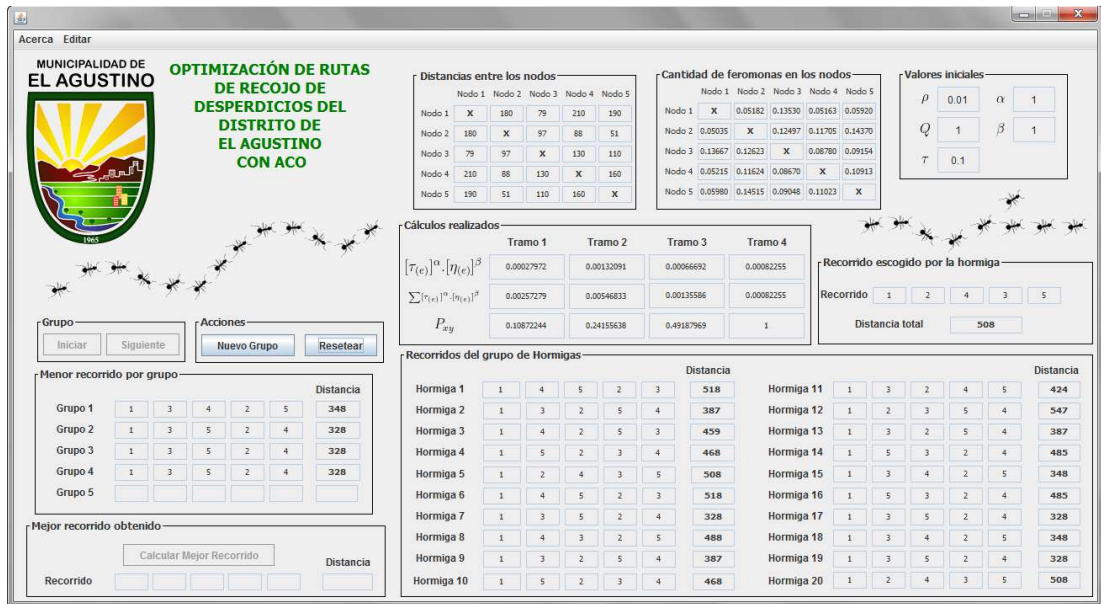 Acerca Editar
MUNICIPALIDAD DE
EL AGUSTINO
1965
OPTIMIZACIÓN DE RUTAS
DE RECOJO DE
DESPERDICIOS DEL
DISTRITO DE
EL AGUSTINO
CON ACO
Distancias entre los nodos
Nodo 1 Nodo 2 Nodo 3 Nodo 4 Nodo 5
Nodo 1 X 180 79 210 190
Nodo 2 180 X 97 88 51
Nodo 3 79 97 X 130 110
Nodo 4 210 88 130 X 160
Nodo 5 190 51 110 160 X
Cantidad de feromonas en los nodos
Nodo 1 Nodo 2 Nodo 3 Nodo 4 Nodo 5
Nodo 1 X 0.05182 0.13530 0.05163 0.05920
Nodo 2 0.05035 X 0.12497 0.11705 0.14370
Nodo 3 0.13667 0.12623 X 0.08780 0.09154
Nodo 4 0.05215 0.11624 0.08670 X 0.10913
Nodo 5 0.05980 0.14515 0.09048 0.11023 X
Valores iniciales
ρ 0.01 α 1
Q 1 β 1
τ 0.1
Cálculos realizados
Tramo 1 Tramo 2 Tramo 3 Tramo 4
[τ(e)]^α.[η(e)]^β 0.00027972 0.00132091 0.00066692 0.00082255
∑[τ(e)]^α.[η(e)]^β 0.00257279 0.00546833 0.00135586 0.00082255
Pxy 0.10872244 0.24155638 0.49187969 1
Recorrido escogido por la hormiga
Recorrido 1 2 4 3 5
Distancia total 508
Grupo
Iniciar Siguiente
Acciones
Nuevo Grupo Resetear
Menor recorrido por grupo
Distancia
Grupo 1 1 3 4 2 5 348
Grupo 2 1 3 5 2 4 328
Grupo 3 1 3 5 2 4 328
Grupo 4 1 3 5 2 4 328
Grupo 5
Mejor recorrido obtenido
Calcular Mejor Recorrido
Distancia
Recorrido
Recorridos del grupo de Hormigas
Distancia Distancia
Hormiga 1 1 4 5 2 3 518 Hormiga 11 1 3 2 4 5 424
Hormiga 2 1 3 2 5 4 387 Hormiga 12 1 2 3 5 4 547
Hormiga 3 1 4 2 5 3 459 Hormiga 13 1 3 2 5 4 387
Hormiga 4 1 5 2 3 4 468 Hormiga 14 1 5 3 2 4 485
Hormiga 5 1 2 4 3 5 508 Hormiga 15 1 3 4 2 5 348
Hormiga 6 1 4 5 2 3 518 Hormiga 16 1 5 3 2 4 485
Hormiga 7 1 3 5 2 4 328 Hormiga 17 1 3 5 2 4 328
Hormiga 8 1 4 3 2 5 488 Hormiga 18 1 3 4 2 5 348
Hormiga 9 1 3 2 5 4 387 Hormiga 19 1 3 5 2 4 328
Hormiga 10 1 5 2 3 4 468 Hormiga 20 1 2 4 3 5 508